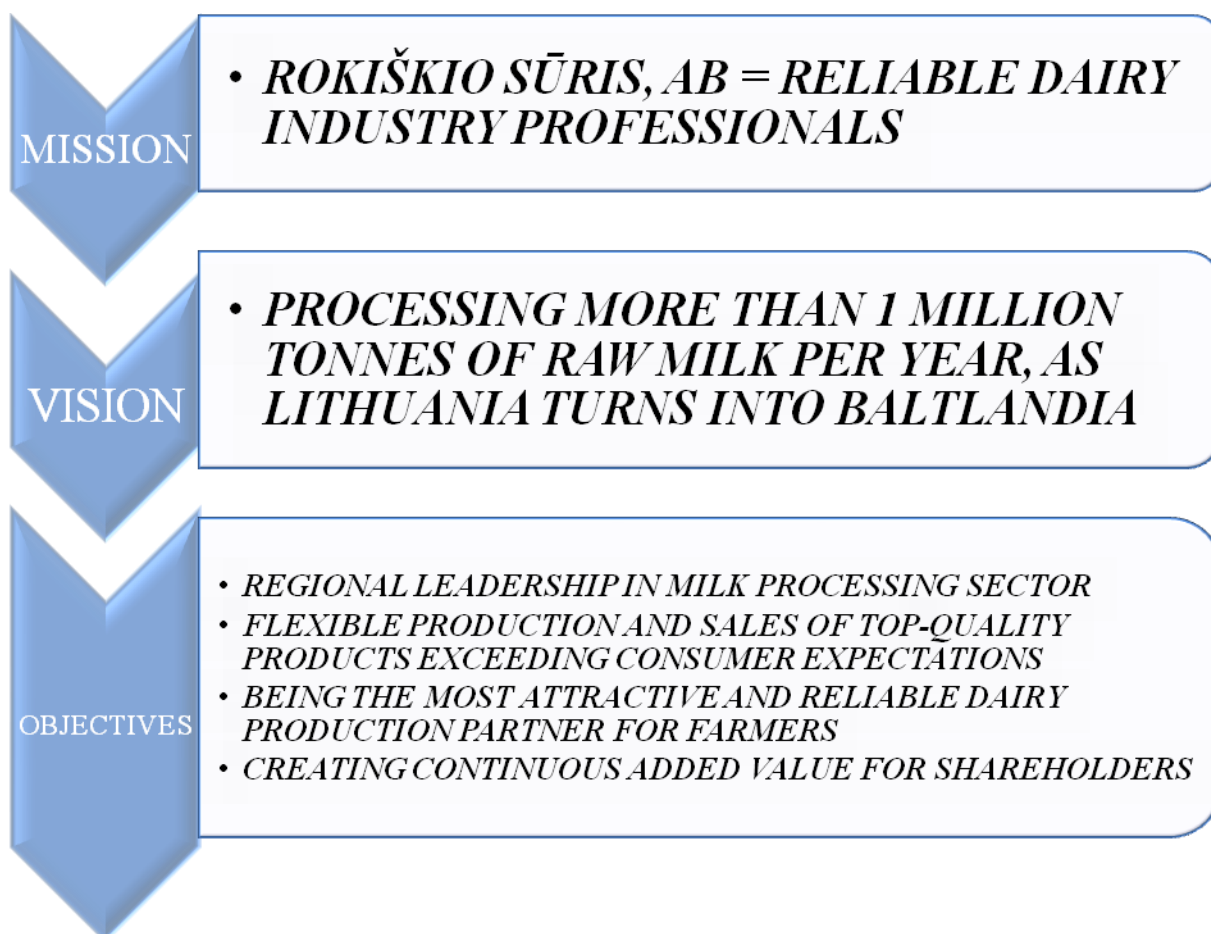 MISSION
• ROKIŠKIO SŪRIS, AB = RELIABLE DAIRY
INDUSTRY PROFESSIONALS
VISION
• PROCESSING MORE THAN 1 MILLION
TONNES OF RAW MILK PER YEAR, AS
LITHUANIA TURNS INTO BALTLANDIA
OBJECTIVES
• REGIONAL LEADERSHIP IN MILK PROCESSING SECTOR
• FLEXIBLE PRODUCTION AND SALES OF TOP-QUALITY
PRODUCTS EXCEEDING CONSUMER EXPECTATIONS
• BEING THE MOST ATTRACTIVE AND RELIABLE DAIRY
PRODUCTION PARTNER FOR FARMERS
• CREATING CONTINUOUS ADDED VALUE FOR SHAREHOLDERS